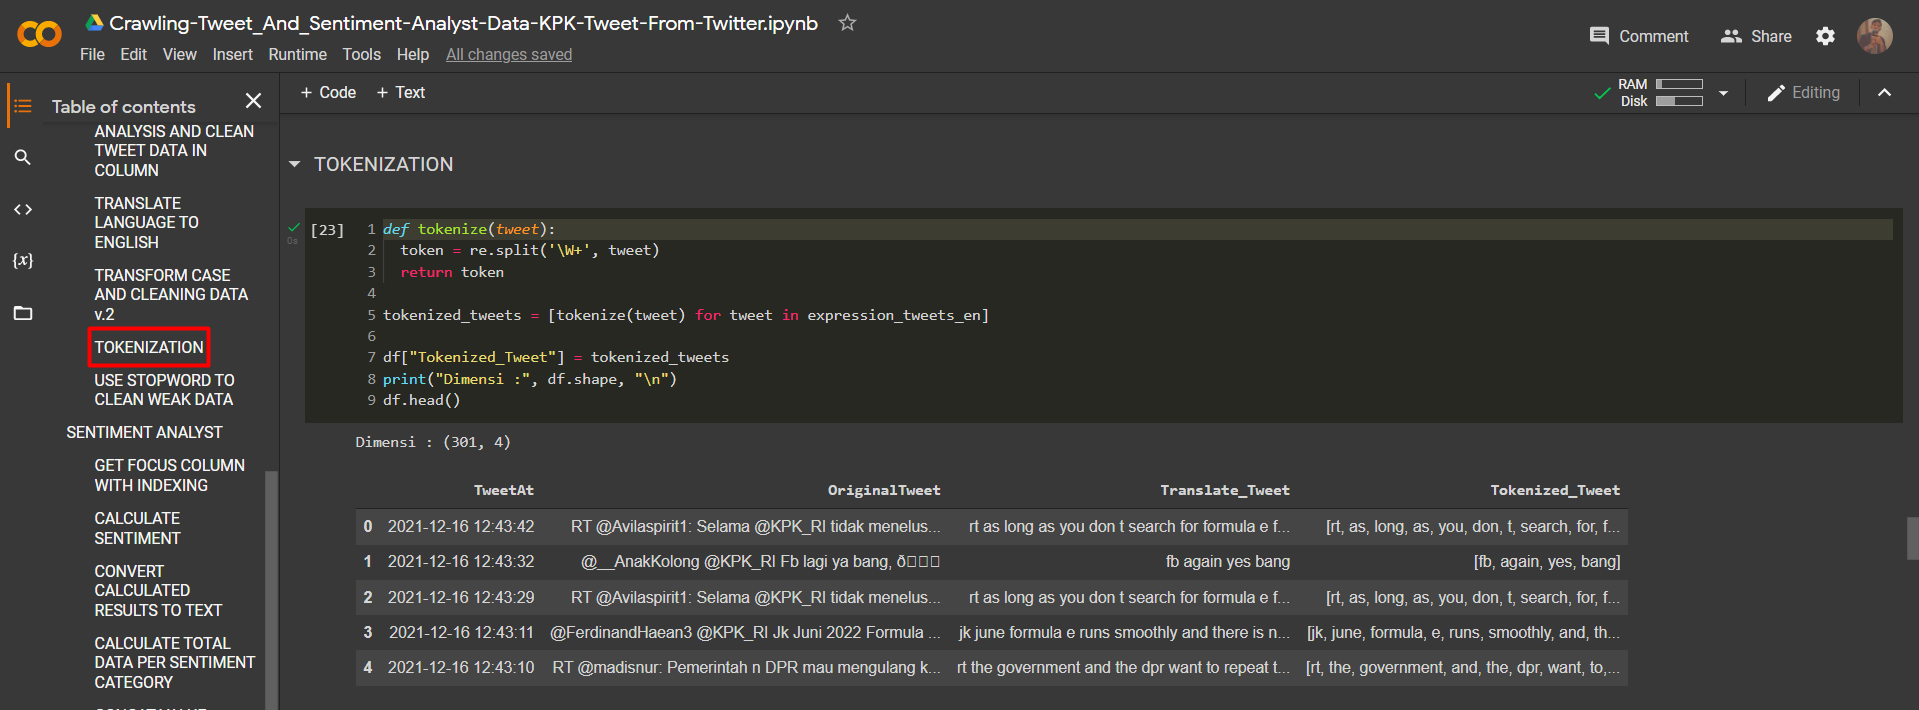 Crawling-Tweet_And_Sentiment-Analyst-Data-KPK-Tweet-From-Twitter.ipynb
File Edit View Insert Runtime Tools Help All changes saved
Comment Share
Table of contents
ANALYSIS AND CLEAN
TWEET DATA IN
COLUMN
TRANSLATE
LANGUAGE TO
ENGLISH
TRANSFORM CASE
AND CLEANING DATA
v.2
TOKENIZATION
USE STOPWORD TO
CLEAN WEAK DATA
SENTIMENT ANALYST
GET FOCUS COLUMN
WITH INDEXING
CALCULATE
SENTIMENT
CONVERT
CALCULATED
RESULTS TO TEXT
CALCULATE TOTAL
DATA PER SENTIMENT
CATEGORY
+ Code + Text
RAM
Disk
Editing
TOKENIZATION
[23]
0s
1 def tokenize(tweet):
2 token = re.split('\W+', tweet)
3 return token
4
5 tokenized_tweets = [tokenize(tweet) for tweet in expression_tweets_en]
6
7 df["Tokenized_Tweet"] = tokenized_tweets
8 print("Dimensi :", df.shape, "\n")
9 df.head()
Dimensi : (301, 4)
TweetAt OriginalTweet Translate_Tweet Tokenized_Tweet
0 2021-12-16 12:43:42 RT @Avilaspirit1: Selama @KPK_RI tidak menelus... rt as long as you don t search for formula e f... [rt, as, long, as, you, don, t, search, for, f...
1 2021-12-16 12:43:32 @__AnakKolong @KPK_RI Fb lagi ya bang, ð fb again yes bang [fb, again, yes, bang]
2 2021-12-16 12:43:29 RT @Avilaspirit1: Selama @KPK_RI tidak menelus... rt as long as you don t search for formula e f... [rt, as, long, as, you, don, t, search, for, f...
3 2021-12-16 12:43:11 @FerdinandHaean3 @KPK_RI Jk Juni 2022 Formula ... jk june formula e runs smoothly and there is n... [jk, june, formula, e, runs, smoothly, and, th...
4 2021-12-16 12:43:10 RT @madisnur: Pemerintah n DPR mau mengulang k... rt the government and the dpr want to repeat t... [rt, the, government, and, the, dpr, want, to,...